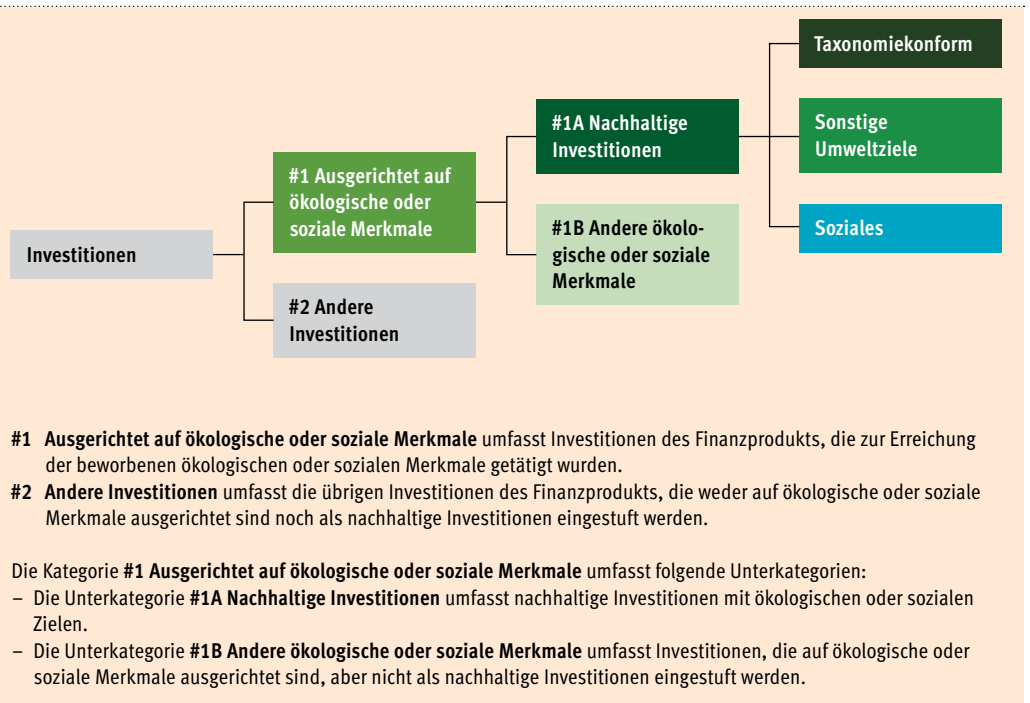 Investitionen
#1 Ausgerichtet auf
ökologische oder
soziale Merkmale
#2 Andere
Investitionen
#1A Nachhaltige
Investitionen
#1B Andere ökolo-
gische oder soziale
Merkmale
Taxonomiekonform
Sonstige
Umweltziele
Soziales
#1 Ausgerichtet auf ökologische oder soziale Merkmale umfasst Investitionen des Finanzprodukts, die zur Erreichung
der beworbenen ökologischen oder sozialen Merkmale getätigt wurden.
#2 Andere Investitionen umfasst die übrigen Investitionen des Finanzprodukts, die weder auf ökologische oder soziale
Merkmale ausgerichtet sind noch als nachhaltige Investitionen eingestuft werden.
Die Kategorie #1 Ausgerichtet auf ökologische oder soziale Merkmale umfasst folgende Unterkategorien:
– Die Unterkategorie #1A Nachhaltige Investitionen umfasst nachhaltige Investitionen mit ökologischen oder sozialen
Zielen.
– Die Unterkategorie #1B Andere ökologische oder soziale Merkmale umfasst Investitionen, die auf ökologische oder
soziale Merkmale ausgerichtet sind, aber nicht als nachhaltige Investitionen eingestuft werden.